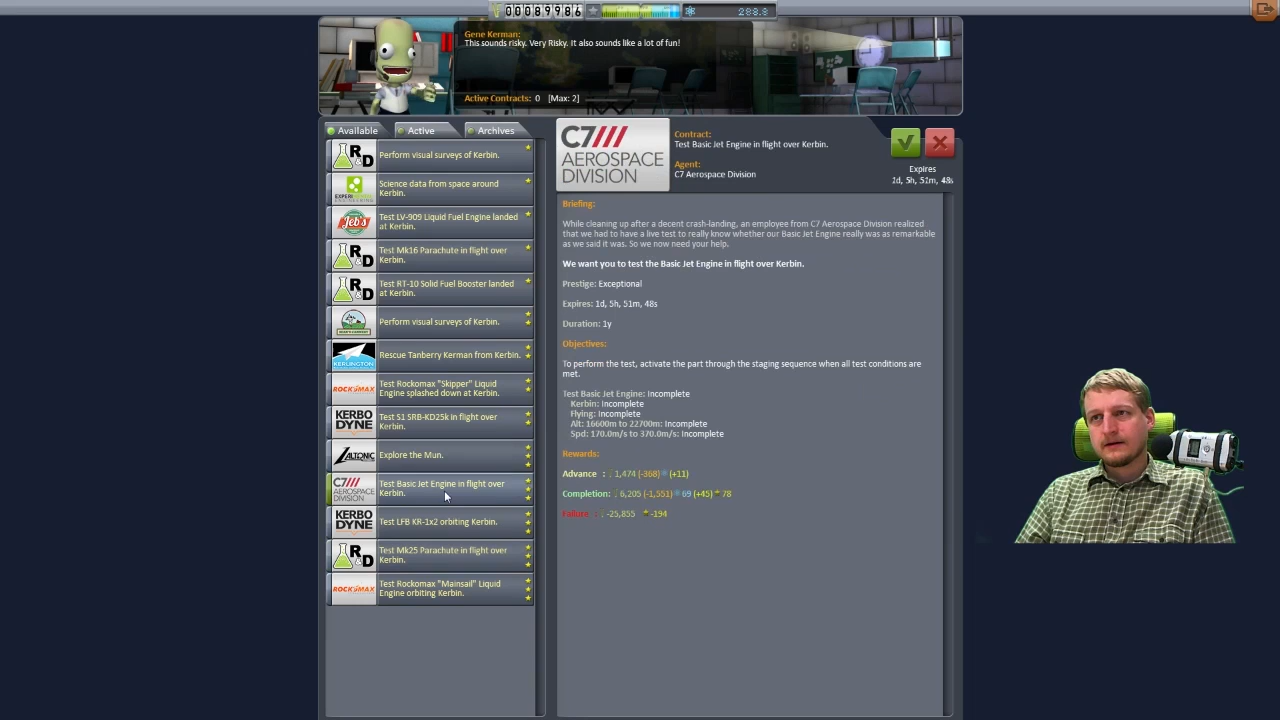 00089986
288.8
Gene Kerman:
This sounds risky. Very Risky. It also sounds like a lot of fun!
Active Contracts: 0 [Max: 2]
Available
Active
Archives
R&D
Perform visual surveys of Kerbin.
Science data from space around
Kerbin.
Jeb's
Test LV-909 Liquid Fuel Engine landed
at Kerbin.
R&D
Test Mk16 Parachute in flight over
Kerbin.
R&D
Test RT-10 Solid Fuel Booster landed
at Kerbin.
Perform visual surveys of Kerbin.
KERLINGTON
Rescue Tanberry Kerman from Kerbin.
ROCKOMAX
Test Rockomax "Skipper" Liquid
Engine splashed down at Kerbin.
KERBO
DYNE
Test S1 SRB-KD25k in flight over
Kerbin.
Explore the Mun.
C7///
AEROSPACE
DIVISION
Test Basic Jet Engine in flight over
Kerbin.
KERBO
DYNE
Test LFB KR-1x2 orbiting Kerbin.
R&D
Test Mk25 Parachute in flight over
Kerbin.
ROCKOMAX
Test Rockomax "Mainsail" Liquid
Engine orbiting Kerbin.
C7///
AEROSPACE
DIVISION
Contract:
Test Basic Jet Engine in flight over Kerbin.
Agent:
C7 Aerospace Division
Expires
1d, 5h, 51m, 48s
Briefing:
While cleaning up after a decent crash-landing, an employee from C7 Aerospace Division realized
that we had to have a live test to really know whether our Basic Jet Engine really was as remarkable
as we said it was. So we now need your help.
We want you to test the Basic Jet Engine in flight over Kerbin.
Prestige: Exceptional
Expires: 1d, 5h, 51m, 48s
Duration: 1y
Objectives:
To perform the test, activate the part through the staging sequence when all test conditions are
met.
Test Basic Jet Engine: Incomplete
Kerbin: Incomplete
Flying: Incomplete
Alt: 16600m to 22700m: Incomplete
Spd: 170.0m/s to 370.0m/s: Incomplete
Rewards:
Advance : 1,474 (-368) (+11)
Completion: 6,205 (-1,551) 69 (+45) 78
Failure : -25,855 -194